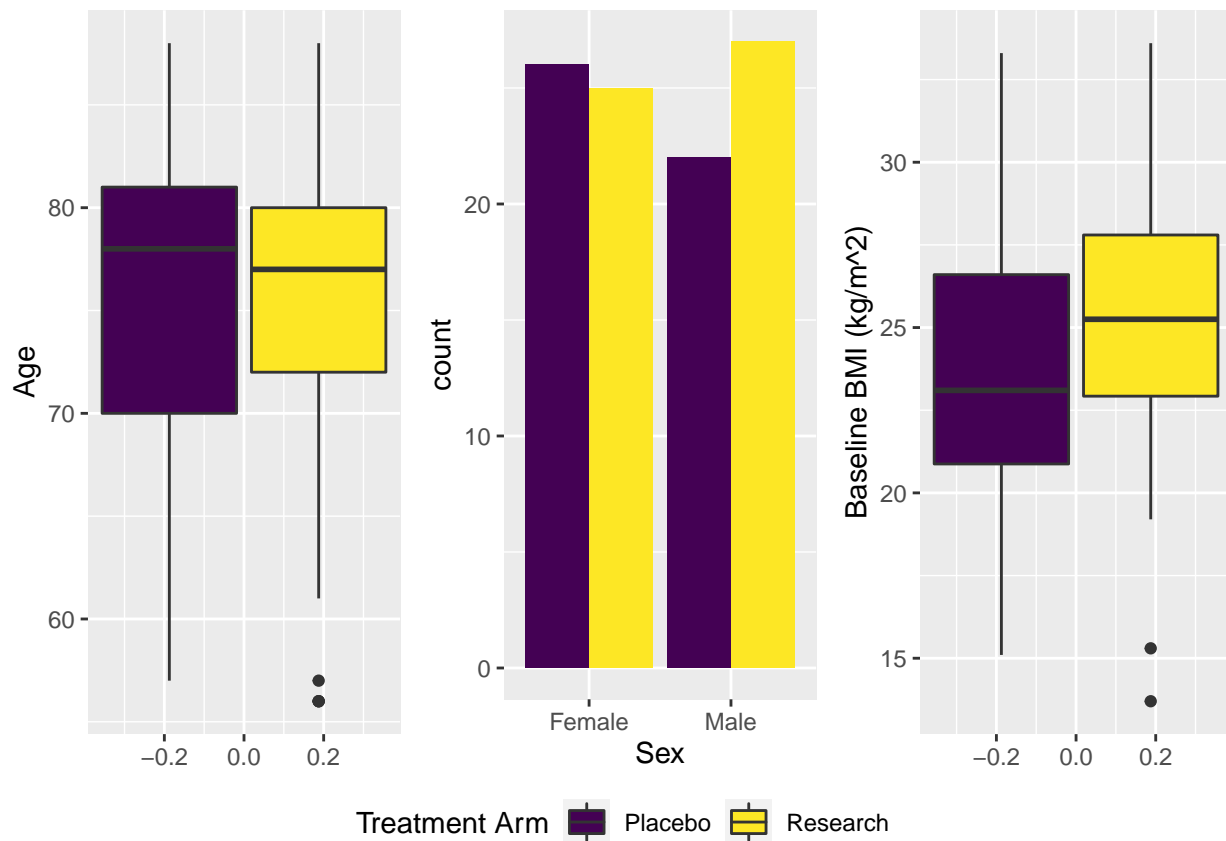 Age
80
70
60
−0.2 0.0 0.2
count
20
10
0
Female Male
Sex
Baseline BMI (kg/m^2)
30
25
20
15
−0.2 0.0 0.2
Treatment Arm Placebo Research